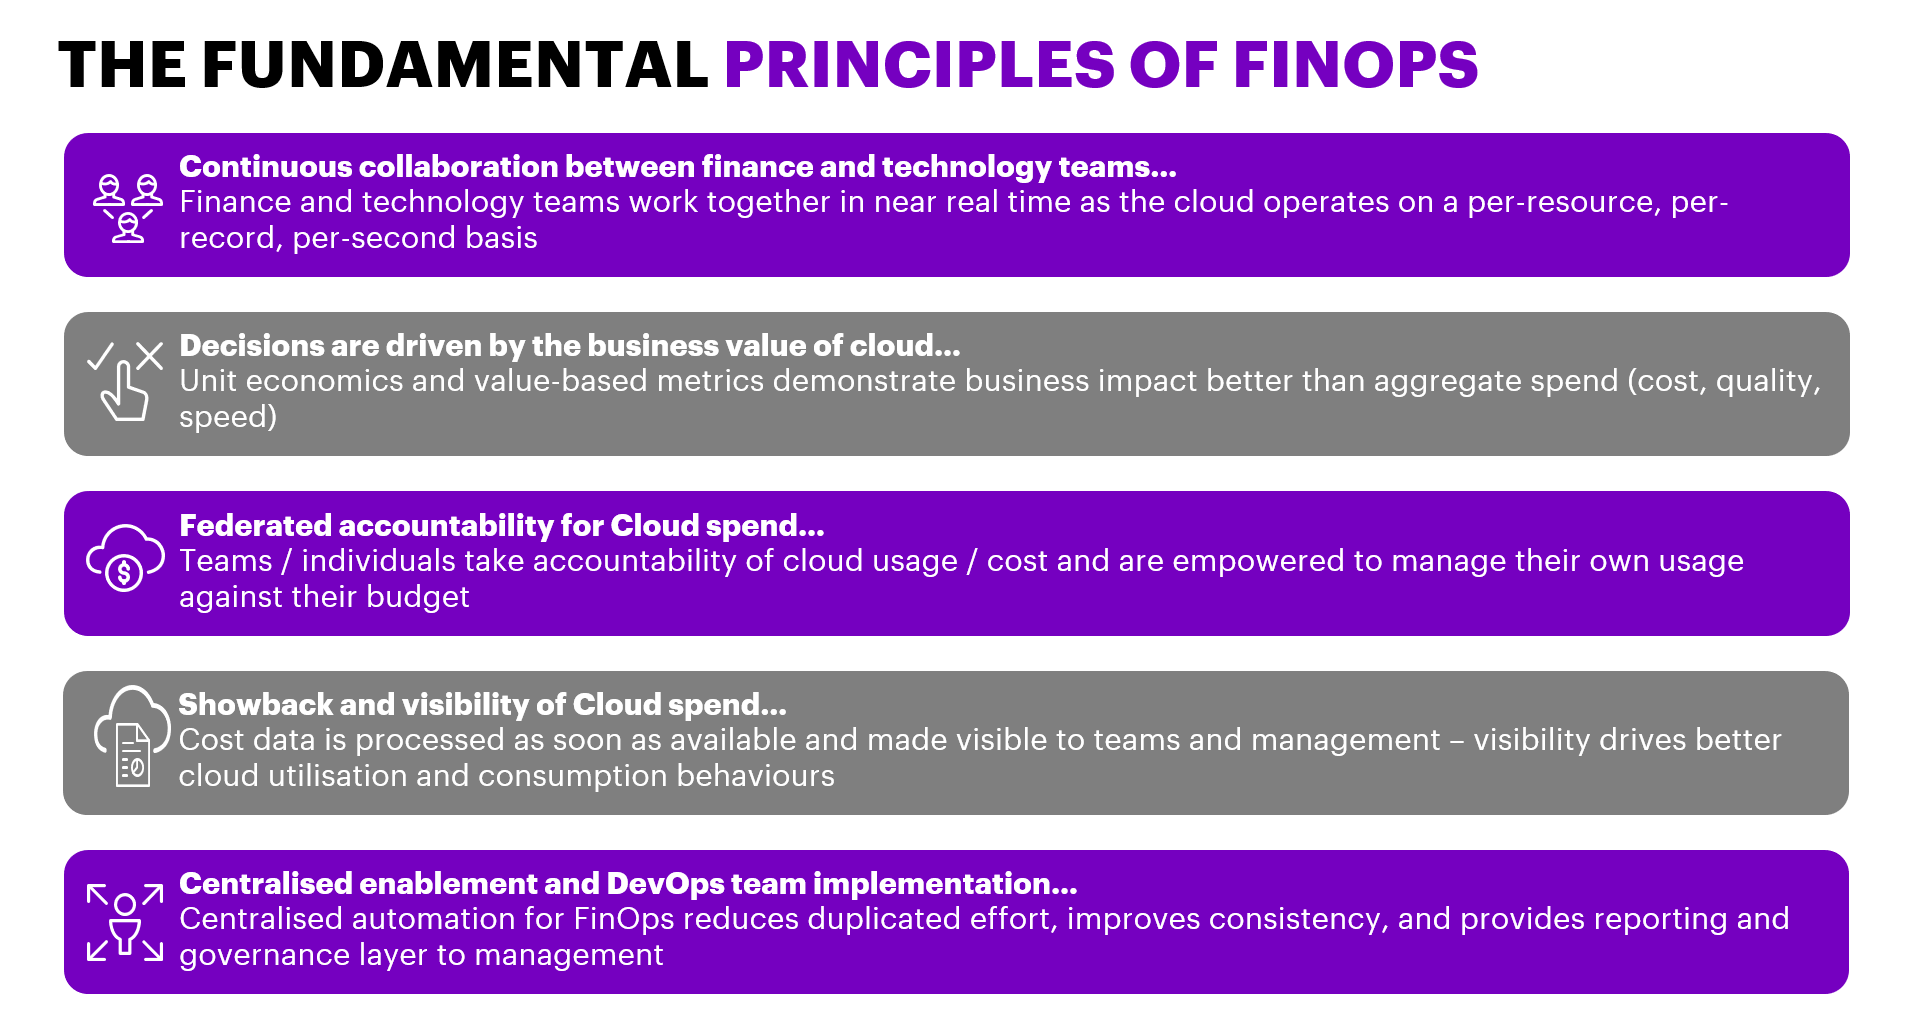 THE FUNDAMENTAL PRINCIPLES OF FINOPS
Continuous collaboration between finance and technology teams...
Finance and technology teams work together in near real time as the cloud operates on a per-resource, per-
record, per-second basis
Decisions are driven by the business value of cloud...
Unit economics and value-based metrics demonstrate business impact better than aggregate spend (cost, quality,
speed)
Federated accountability for Cloud spend...
Teams / individuals take accountability of cloud usage / cost and are empowered to manage their own usage
against their budget
$
Showback and visibility of Cloud spend...
Cost data is processed as soon as available and made visible to teams and management – visibility drives better
cloud utilisation and consumption behaviours
Centralised enablement and DevOps team implementation...
Centralised automation for FinOps reduces duplicated effort, improves consistency, and provides reporting and
governance layer to management